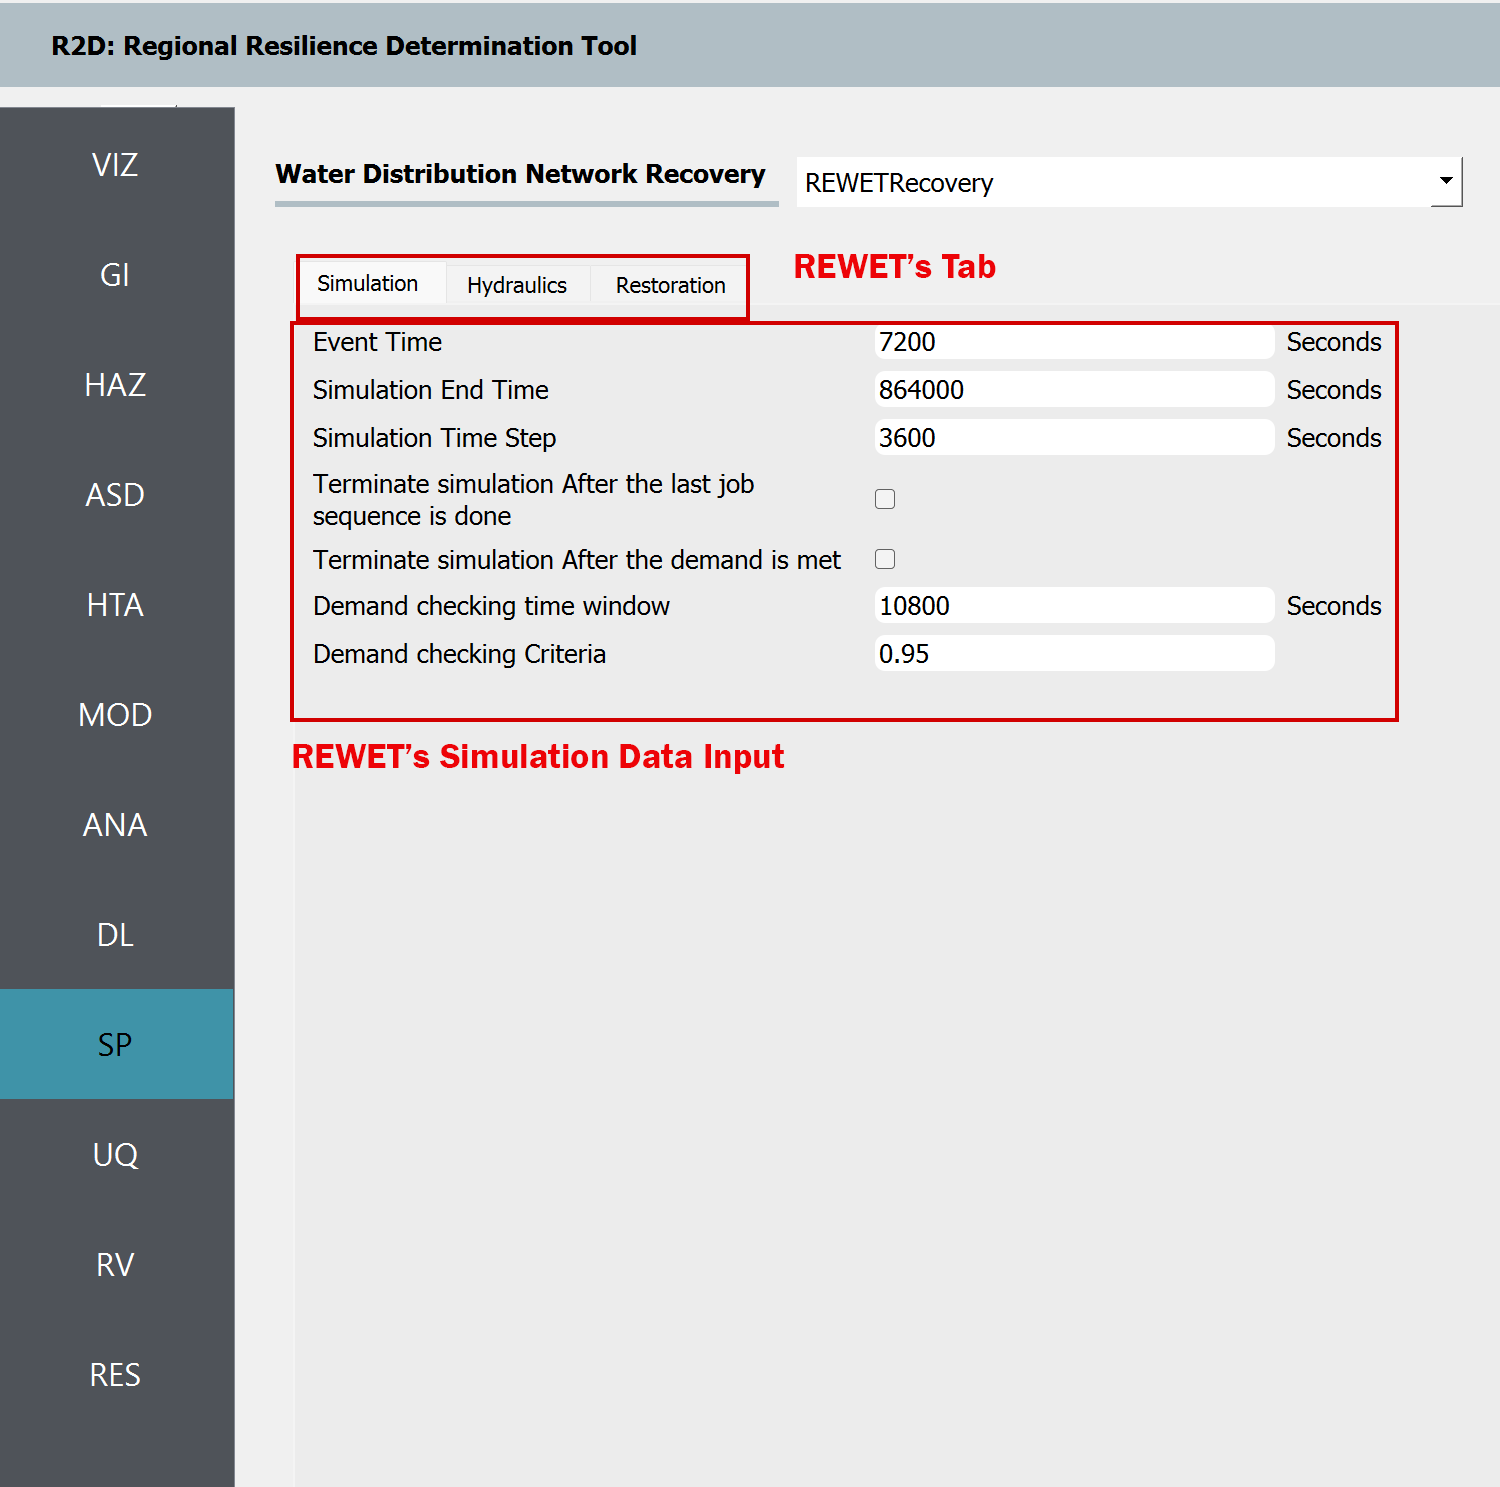 R2D: Regional Resilience Determination Tool
VIZ
GI
HAZ
ASD
HTA
MOD
ANA
DL
SP
UQ
RV
RES
Water Distribution Network Recovery
REWETRecovery
Simulation Hydraulics Restoration
REWET’s Tab
Event Time 7200 Seconds
Simulation End Time 864000 Seconds
Simulation Time Step 3600 Seconds
Terminate simulation After the last job
sequence is done
Terminate simulation After the demand is met
Demand checking time window 10800 Seconds
Demand checking Criteria 0.95
REWET’s Simulation Data Input